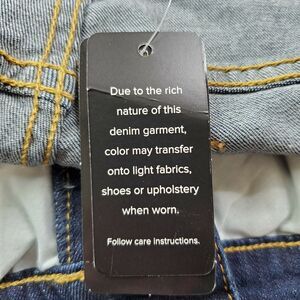 Due to the rich
nature of this
denim garment,
color may transfer
onto light fabrics,
shoes or upholstery
when worn.
Follow care instructions.